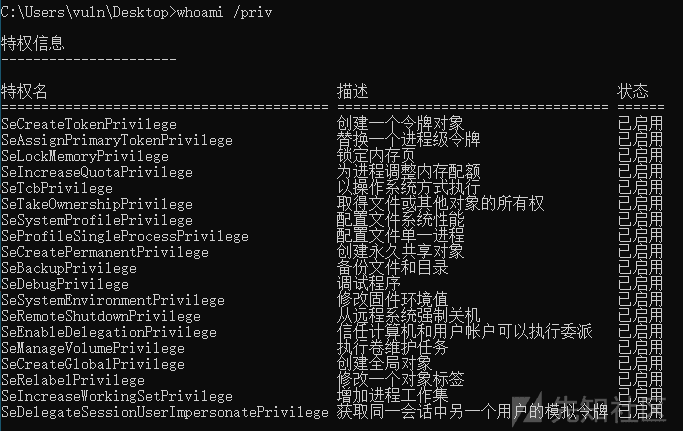 C:\Users\vuln\Desktop>whoami /priv
特权信息
----------------------
特权名 描述 状态
========================================= ================================== ======
SeCreateTokenPrivilege 创建一个令牌对象 已启用
SeAssignPrimaryTokenPrivilege 替换一个进程级令牌 已启用
SeLockMemoryPrivilege 锁定内存页 已启用
SeIncreaseQuotaPrivilege 为进程调整内存配额 已启用
SeTcbPrivilege 以操作系统方式执行 已启用
SeTakeOwnershipPrivilege 取得文件或其他对象的所有权 已启用
SeSystemProfilePrivilege 配置文件系统性能 已启用
SeProfileSingleProcessPrivilege 配置文件单一进程 已启用
SeCreatePermanentPrivilege 创建永久共享对象 已启用
SeBackupPrivilege 备份文件和目录 已启用
SeDebugPrivilege 调试程序 已启用
SeSystemEnvironmentPrivilege 修改固件环境值 已启用
SeRemoteShutdownPrivilege 从远程系统强制关机 已启用
SeEnableDelegationPrivilege 信任计算机和用户帐户可以执行委派 已启用
SeManageVolumePrivilege 执行卷维护任务 已启用
SeCreateGlobalPrivilege 创建全局对象 已启用
SeRelabelPrivilege 修改一个对象标签 已启用
SeIncreaseWorkingSetPrivilege 增加进程工作集 已启用
SeDelegateSessionUserImpersonatePrivilege 获取同一会话中另一个用户的模拟令牌 已启用
先知社区